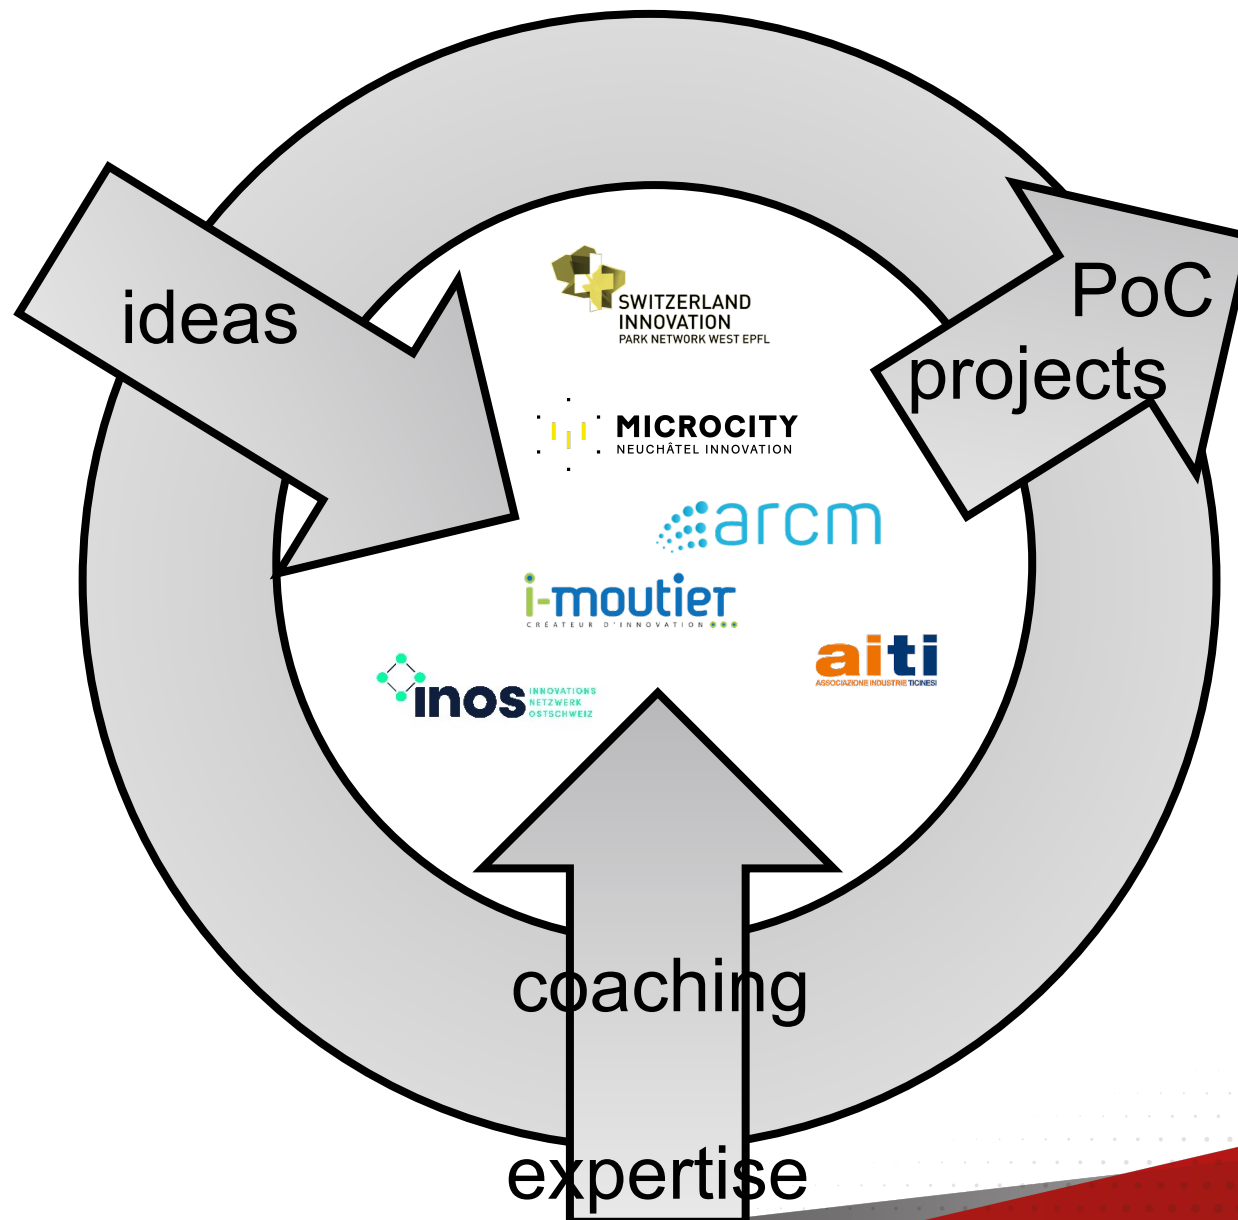 ideas
PoC
projects
SWITZERLAND
INNOVATION
PARK NETWORK WEST EPFL
MICROCITY
NEUCHÂTEL INNOVATION
arcm
i-moutier
CRÉATEUR D'INNOVATION
aiti
ASSOCIAZIONE INDUSTRIE TICINESI
inos
INNOVATIONS
NETZWERK
OSTSCHWEIZ
coaching
expertise